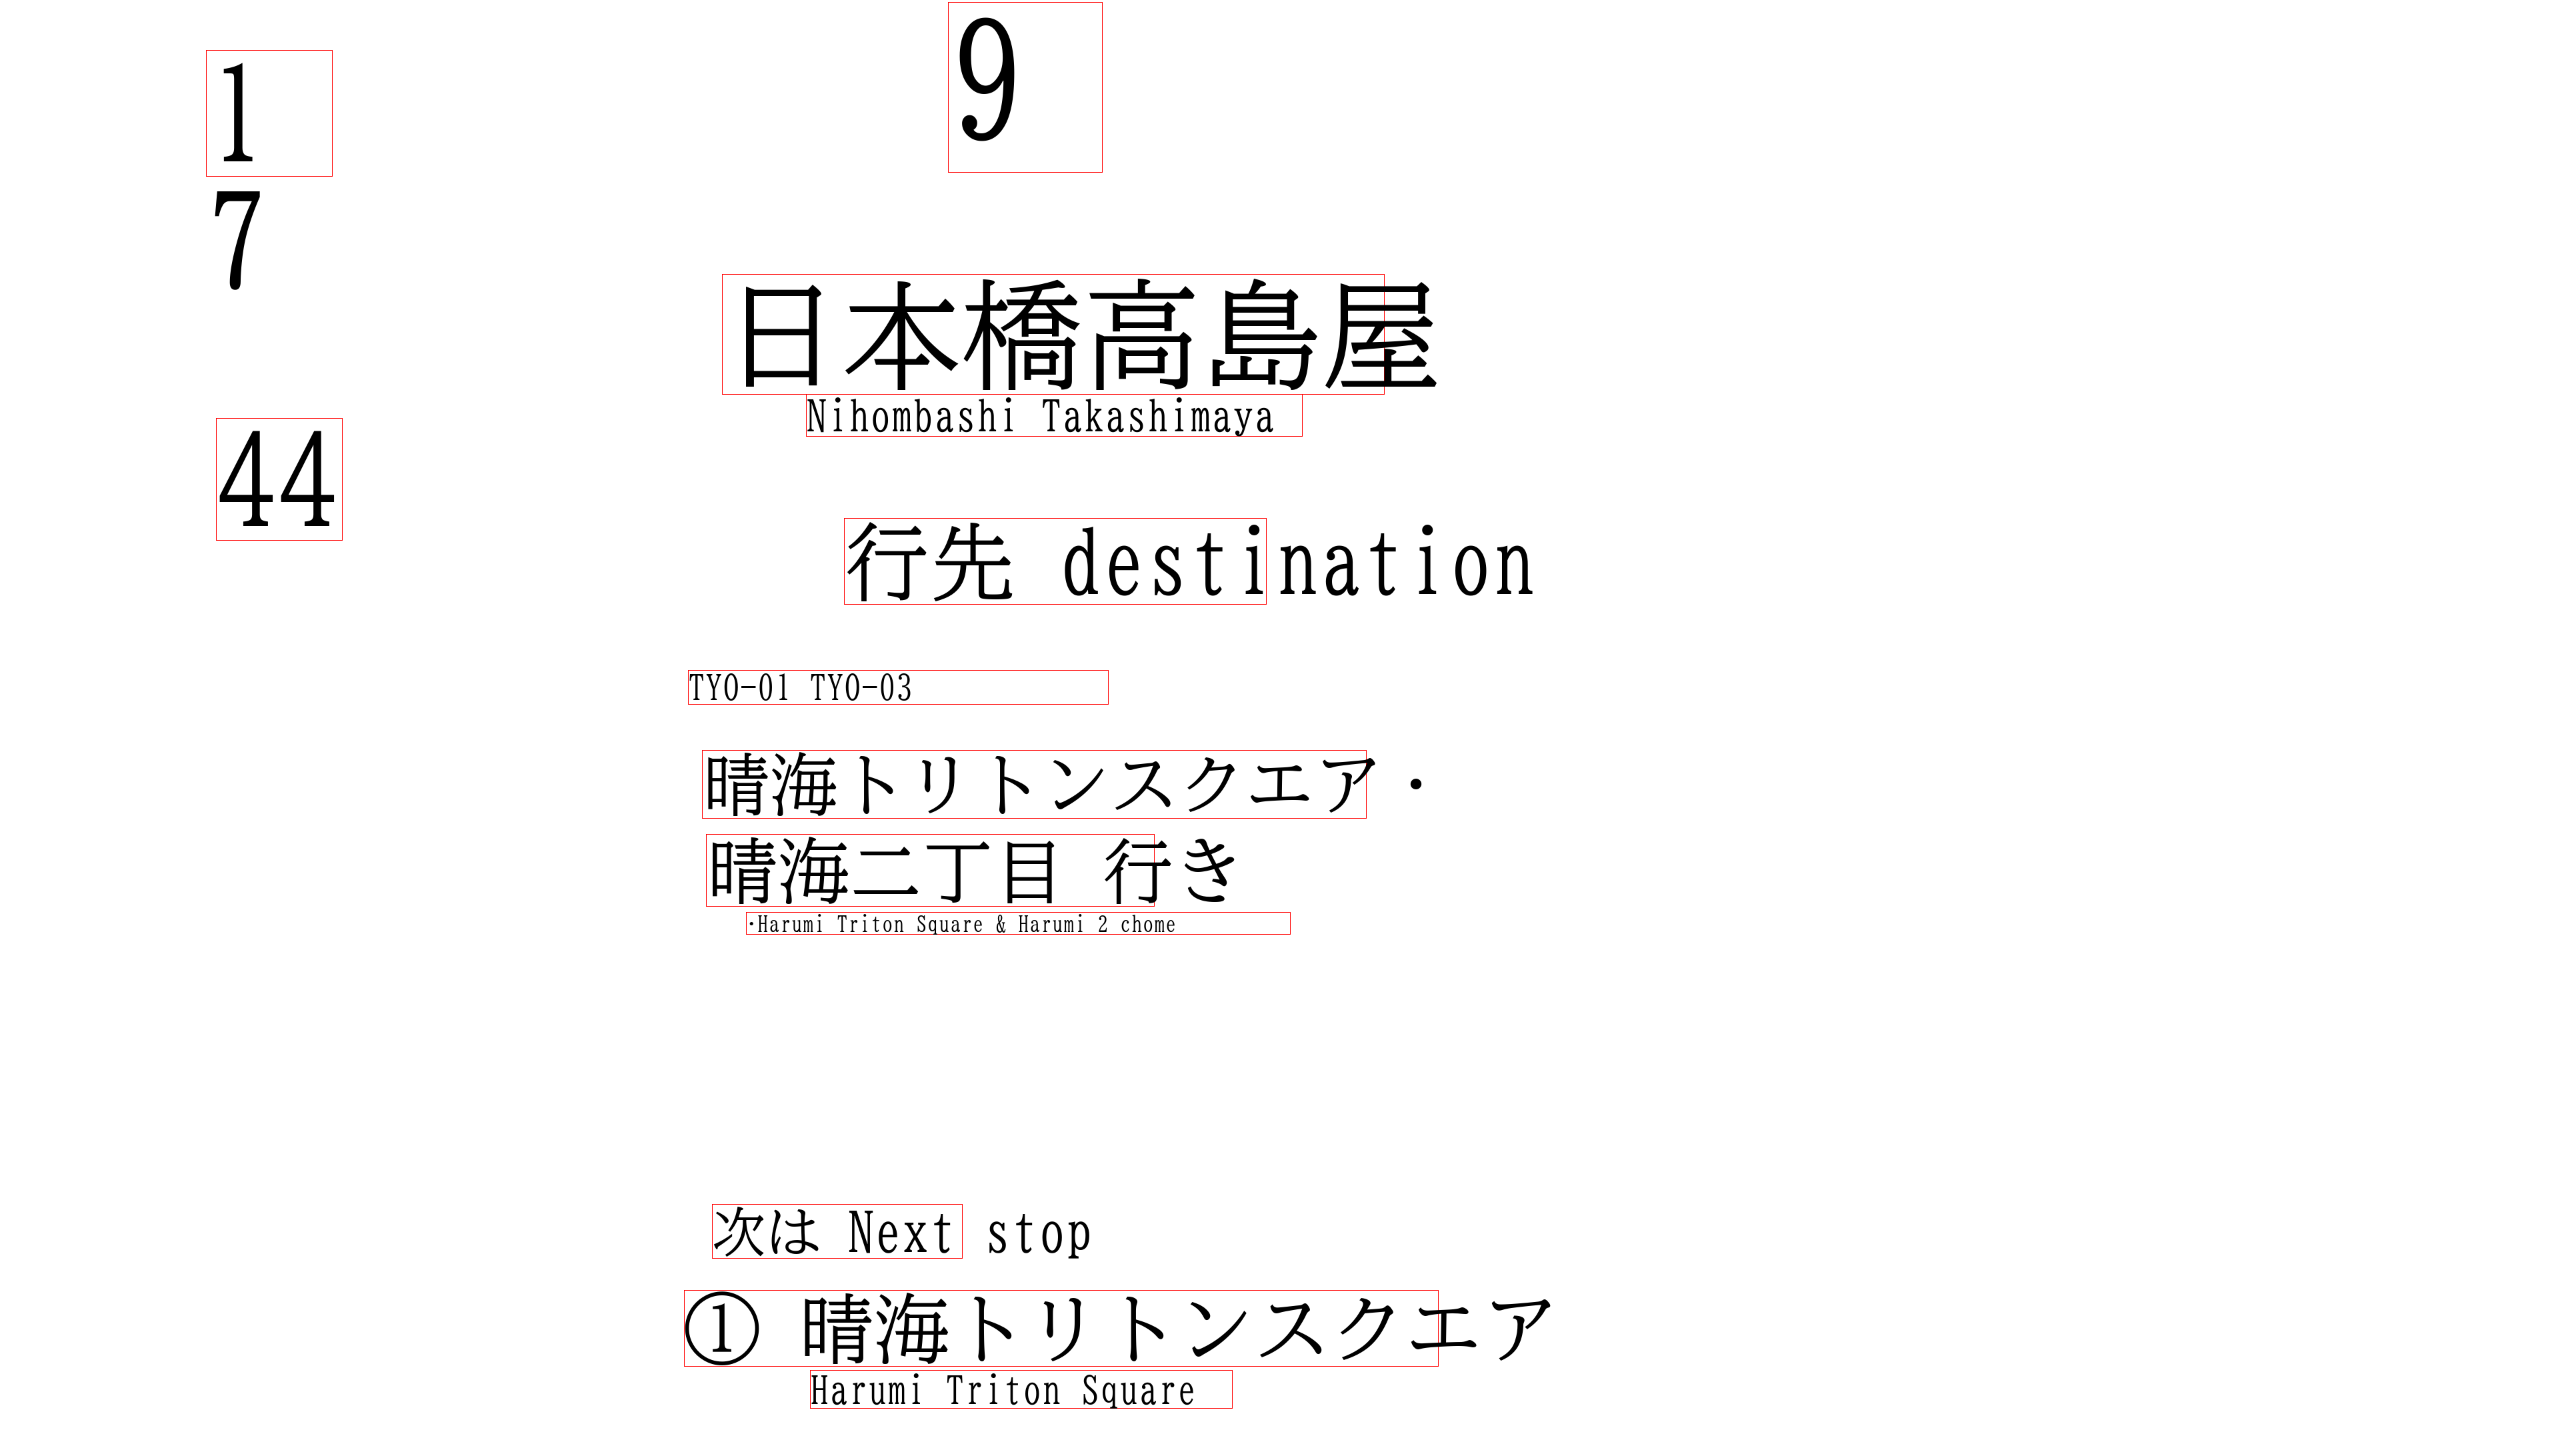 1
7
44
9
日本橋高島屋
Nihombashi Takashimaya
行先 destination
TYO-01 TYO-03
晴海トリトンスクエア・
晴海二丁目 行き
・Harumi Triton Square & Harumi 2 chome
次は Next stop
① 晴海トリトンスクエア
Harumi Triton Square